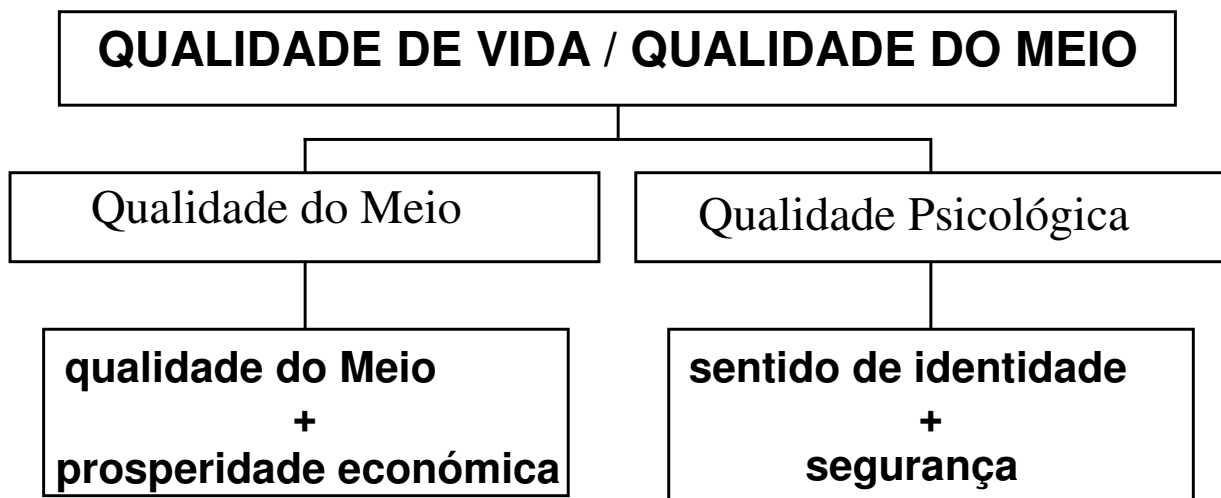 QUALIDADE DE VIDA / QUALIDADE DO MEIO
Qualidade do Meio
Qualidade Psicológica
qualidade do Meio
+
prosperidade económica
sentido de identidade
+
segurança